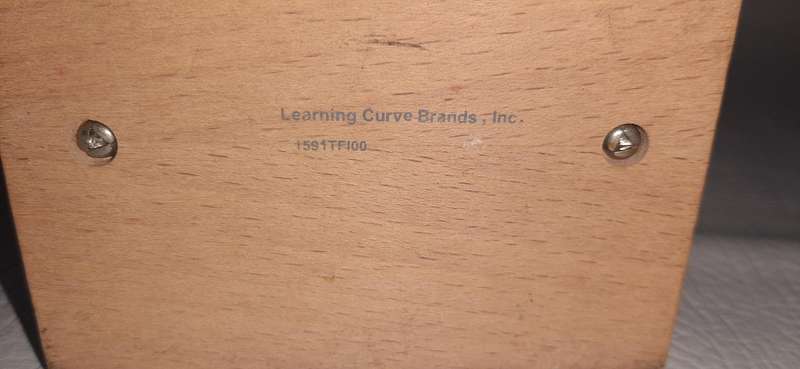 Learning Curve Brands , Inc.
1591TFI00